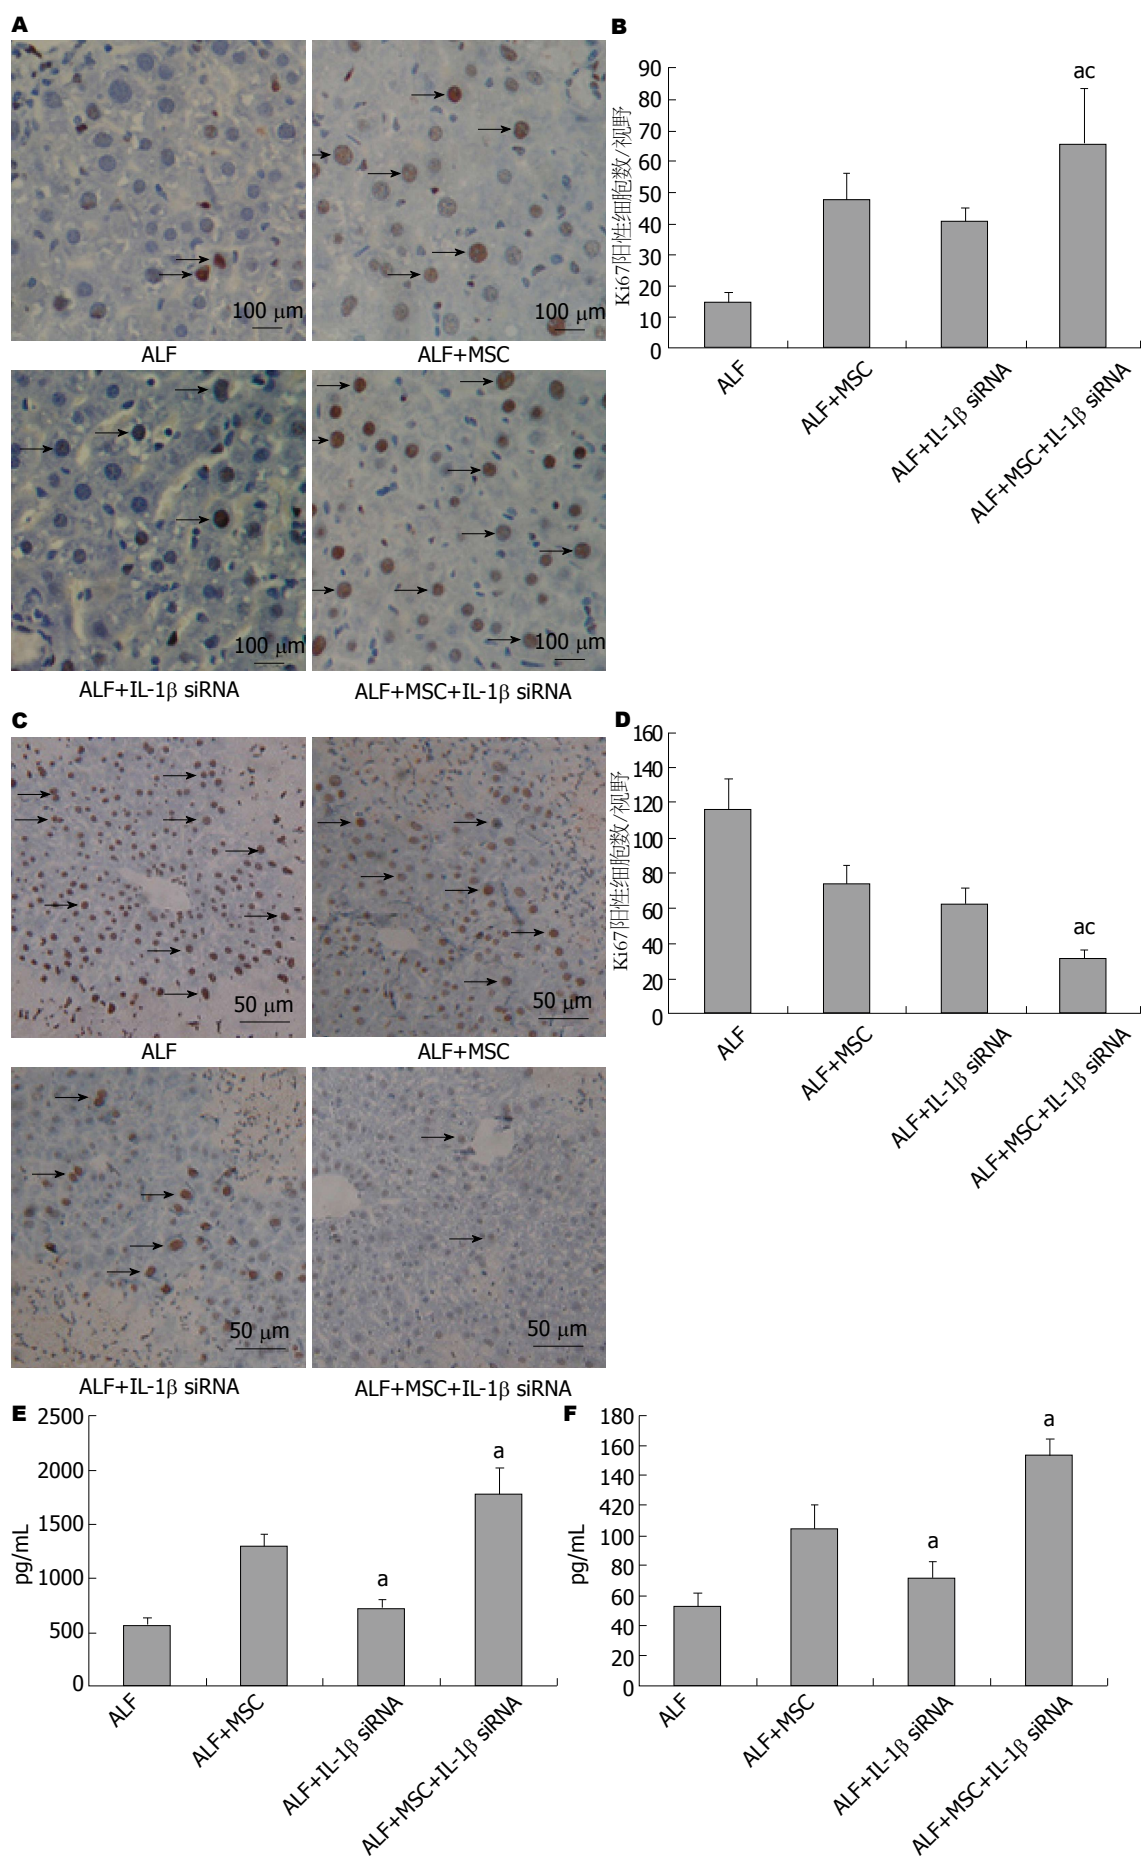 A
100 μm
ALF
100 μm
ALF+MSC
100 μm
ALF+IL-1β siRNA
100 μm
ALF+MSC+IL-1β siRNA
B
Ki67阳性细胞数/视野
90
80
70
60
50
40
30
20
10
0
ac
ALF
ALF+MSC
ALF+IL-1β siRNA
ALF+MSC+IL-1β siRNA
C
50 μm
ALF
50 μm
ALF+MSC
50 μm
ALF+IL-1β siRNA
50 μm
ALF+MSC+IL-1β siRNA
D
Ki67阳性细胞数/视野
160
140
120
100
80
60
40
20
0
ac
ALF
ALF+MSC
ALF+IL-1β siRNA
ALF+MSC+IL-1β siRNA
E
pg/mL
2500
2000
1500
1000
500
0
a
a
ALF
ALF+MSC
ALF+IL-1β siRNA
ALF+MSC+IL-1β siRNA
F
pg/mL
180
160
140
420
100
80
60
40
20
0
a
a
ALF
ALF+MSC
ALF+IL-1β siRNA
ALF+MSC+IL-1β siRNA